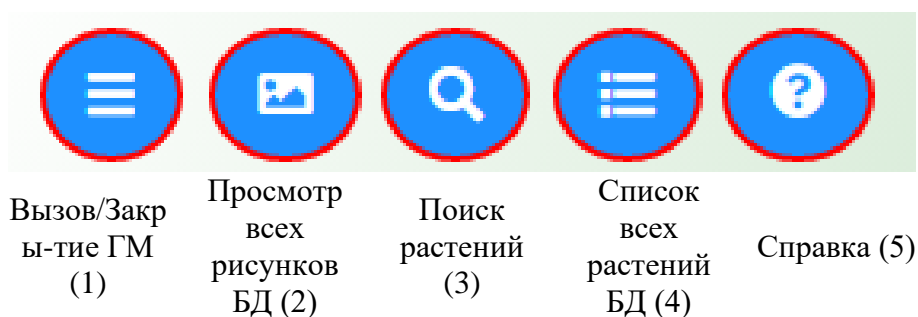 Вызов/Закр
ы-тие ГМ
(1)
Просмотр
всех
рисунков
БД (2)
Поиск
растений
(3)
Список
всех
растений
БД (4)
Справка (5)